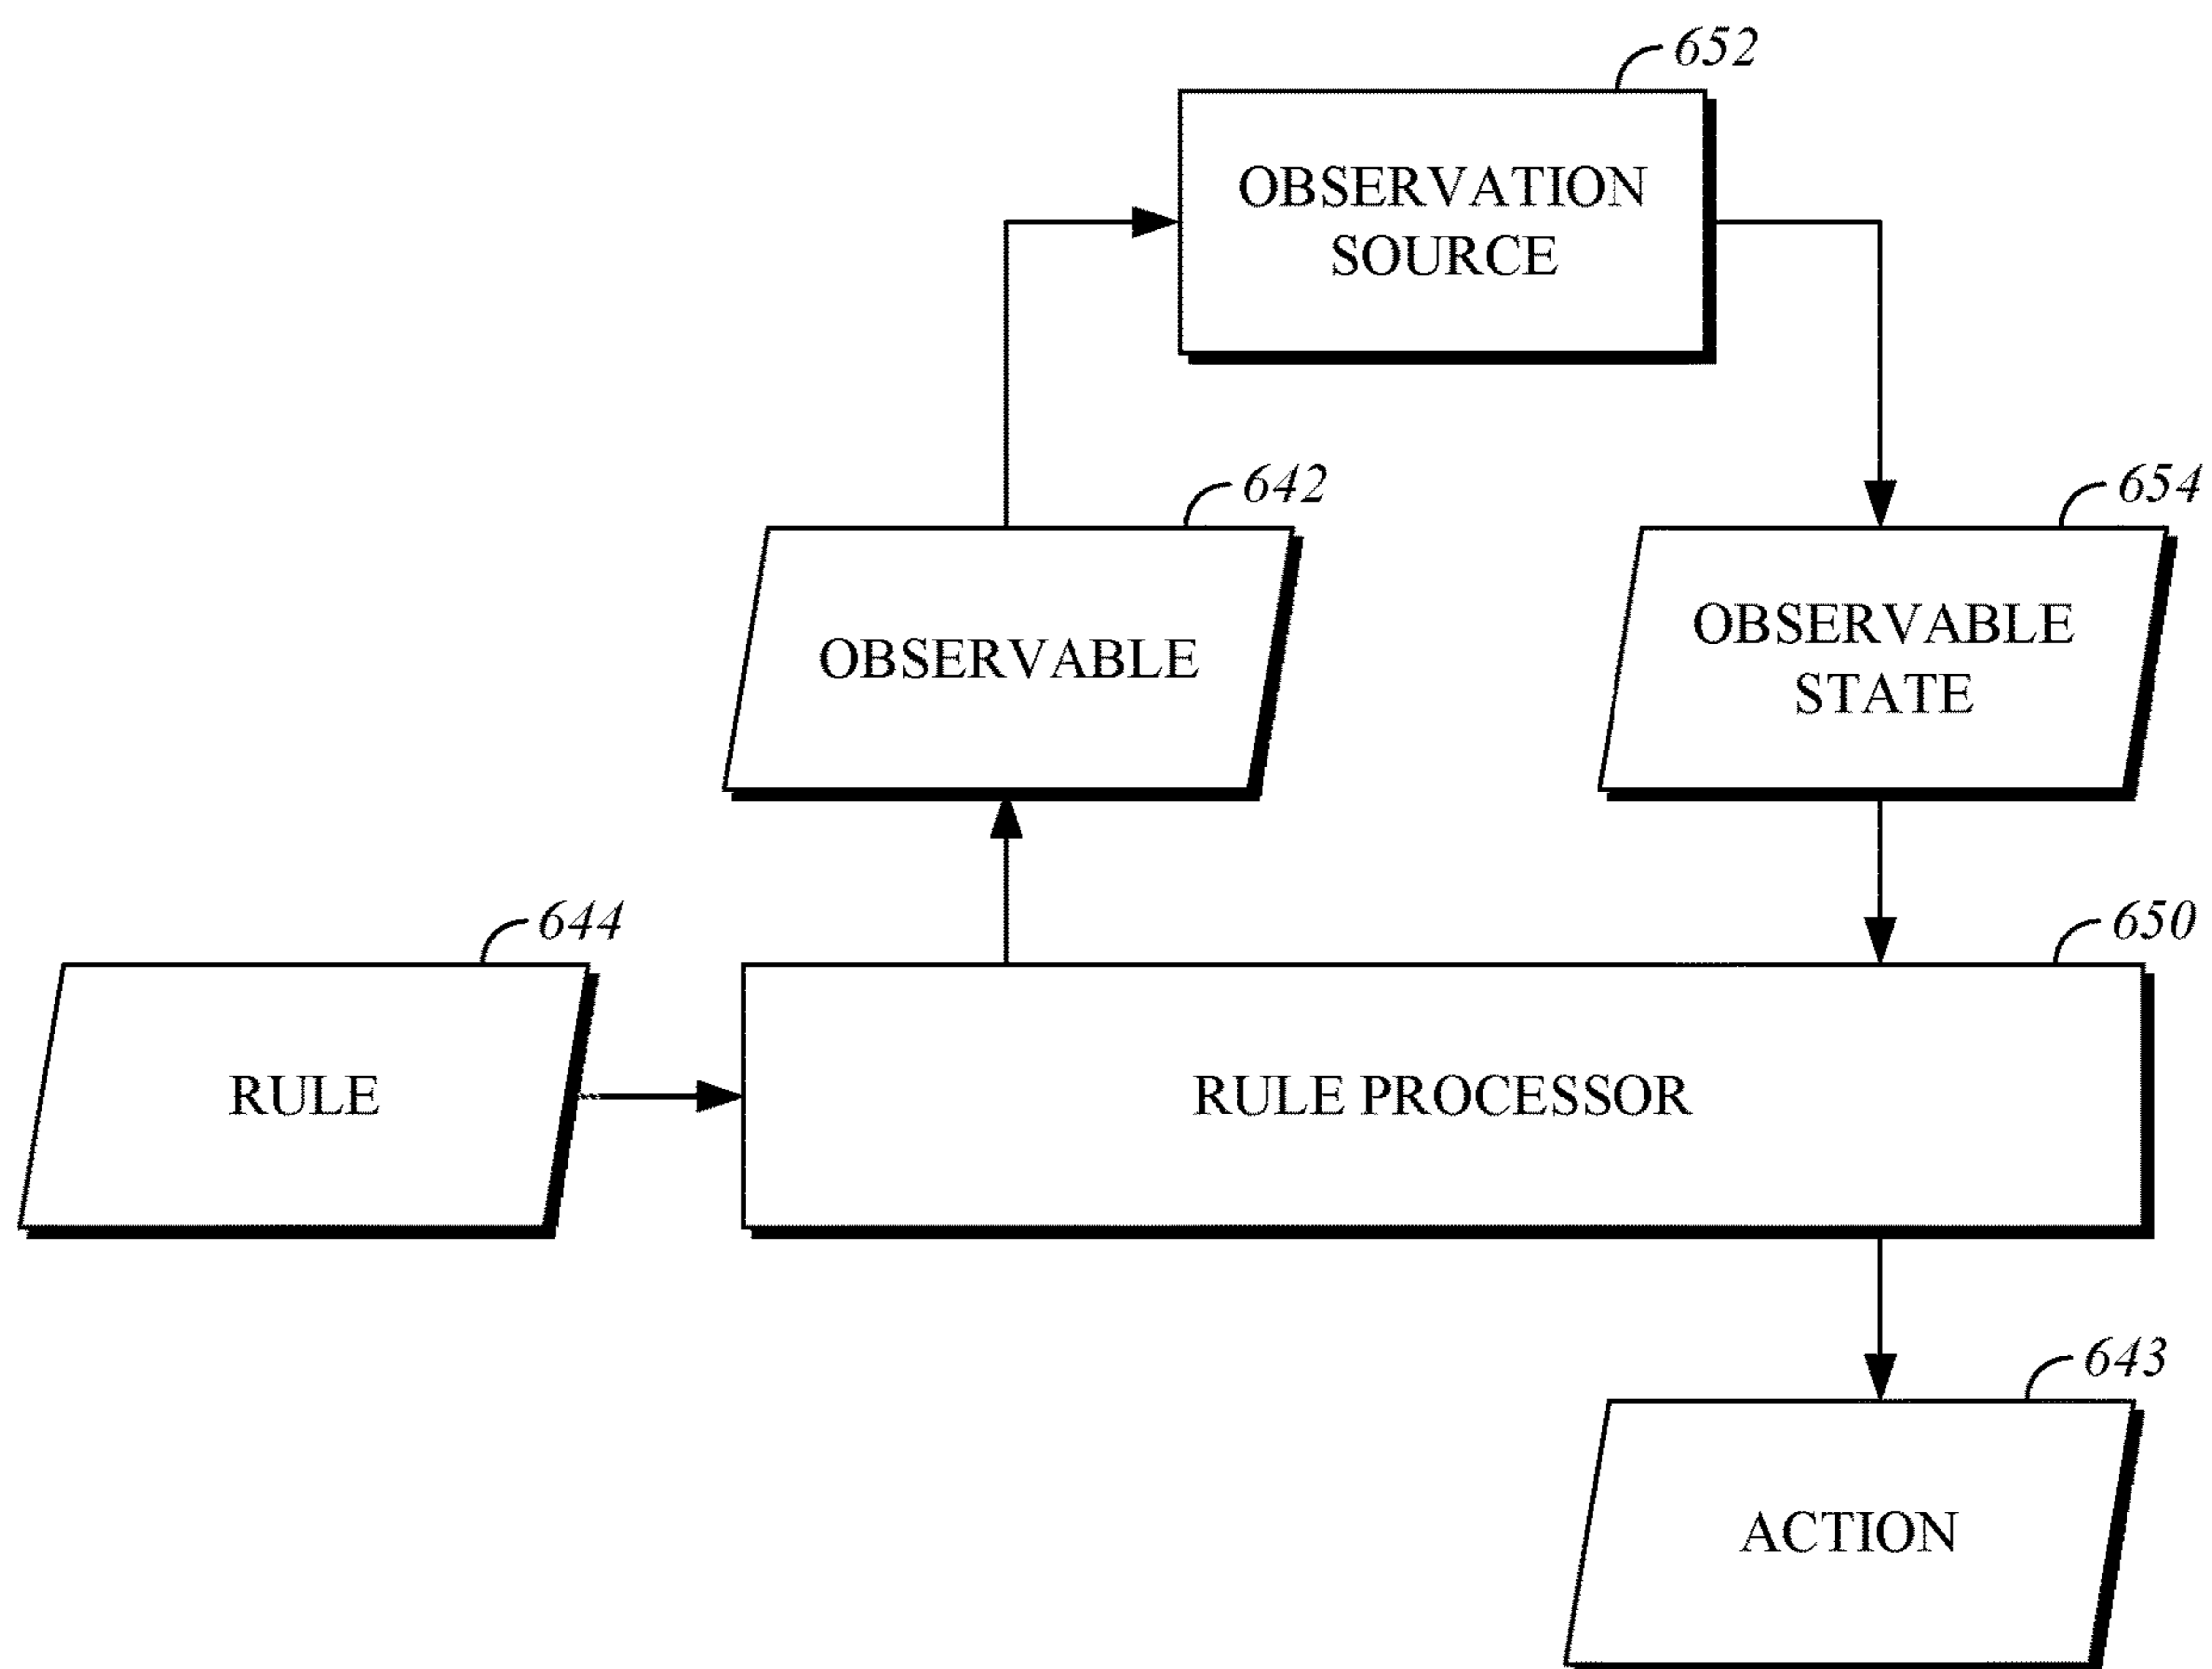 652
OBSERVATION
SOURCE
642
654
OBSERVABLE
OBSERVABLE
STATE
644
650
RULE
RULE PROCESSOR
643
ACTION